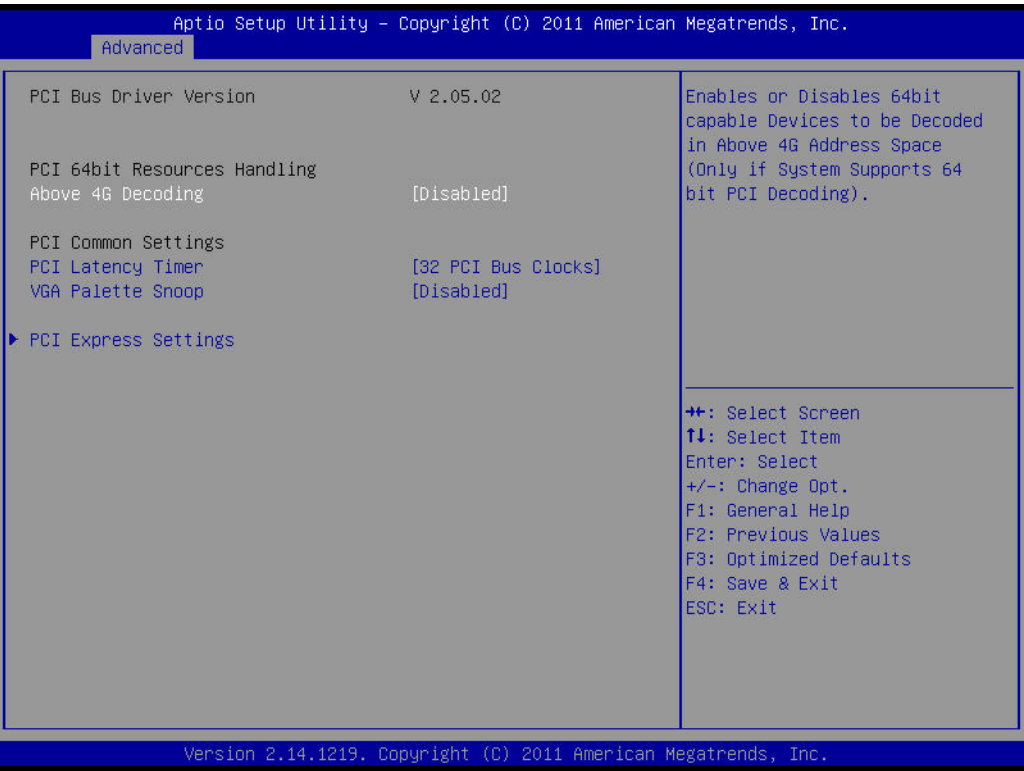 Aptio Setup Utility – Copyright (C) 2011 American Megatrends, Inc.
Advanced
PCI Bus Driver Version V 2.05.02
PCI 64bit Resources Handling
Above 4G Decoding [Disabled]
PCI Common Settings
PCI Latency Timer [32 PCI Bus Clocks]
VGA Palette Snoop [Disabled]
PCI Express Settings
Enables or Disables 64bit
capable Devices to be Decoded
in Above 4G Address Space
(Only if System Supports 64
bit PCI Decoding).
→←: Select Screen
↑↓: Select Item
Enter: Select
+/-: Change Opt.
F1: General Help
F2: Previous Values
F3: Optimized Defaults
F4: Save & Exit
ESC: Exit
Version 2.14.1219. Copyright (C) 2011 American Megatrends, Inc.